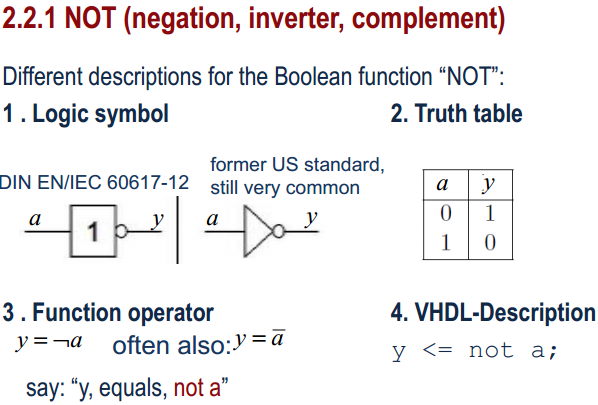 2.2.1 NOT (negation, inverter, complement)
Different descriptions for the Boolean function “NOT”:
1 . Logic symbol
2. Truth table
DIN EN/IEC 60617-12
former US standard,
still very common
a 1 y
a y
a y
0 1
1 0
3 . Function operator
y = ¬a often also: y = a̅
say: “y, equals, not a”
4. VHDL-Description
y <= not a;